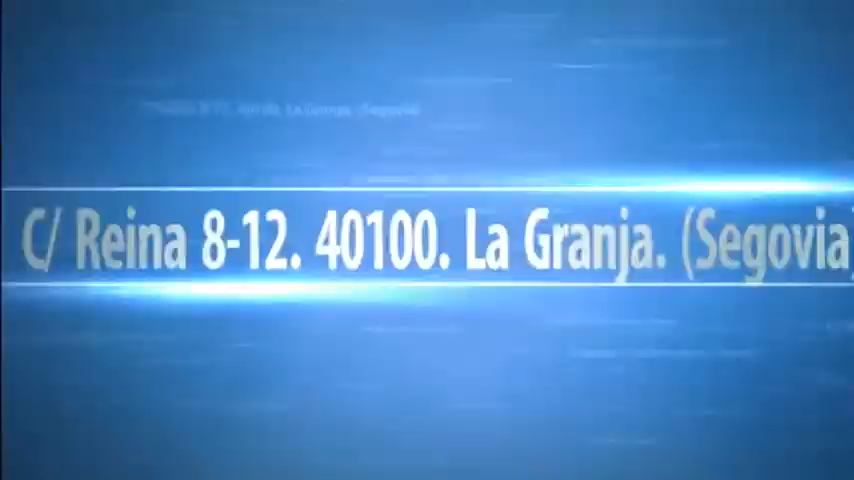 C/ Reina 8-12. 40100. La Granja. (Segovia)